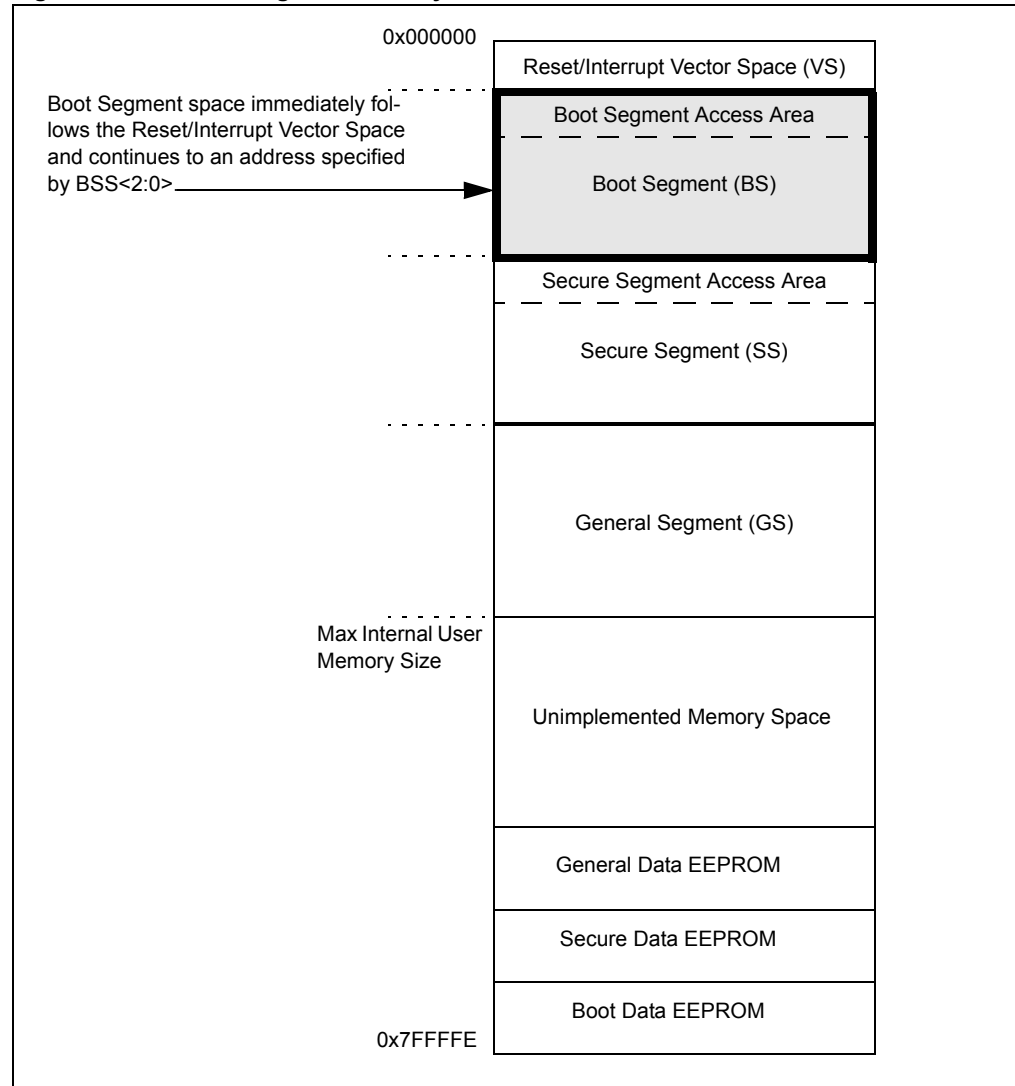 0x000000
Reset/Interrupt Vector Space (VS)
Boot Segment space immediately fol-
lows the Reset/Interrupt Vector Space
and continues to an address specified
by BSS<2:0>
Boot Segment Access Area
Boot Segment (BS)
Secure Segment Access Area
Secure Segment (SS)
General Segment (GS)
Max Internal User
Memory Size
Unimplemented Memory Space
General Data EEPROM
Secure Data EEPROM
Boot Data EEPROM
0x7FFFFE